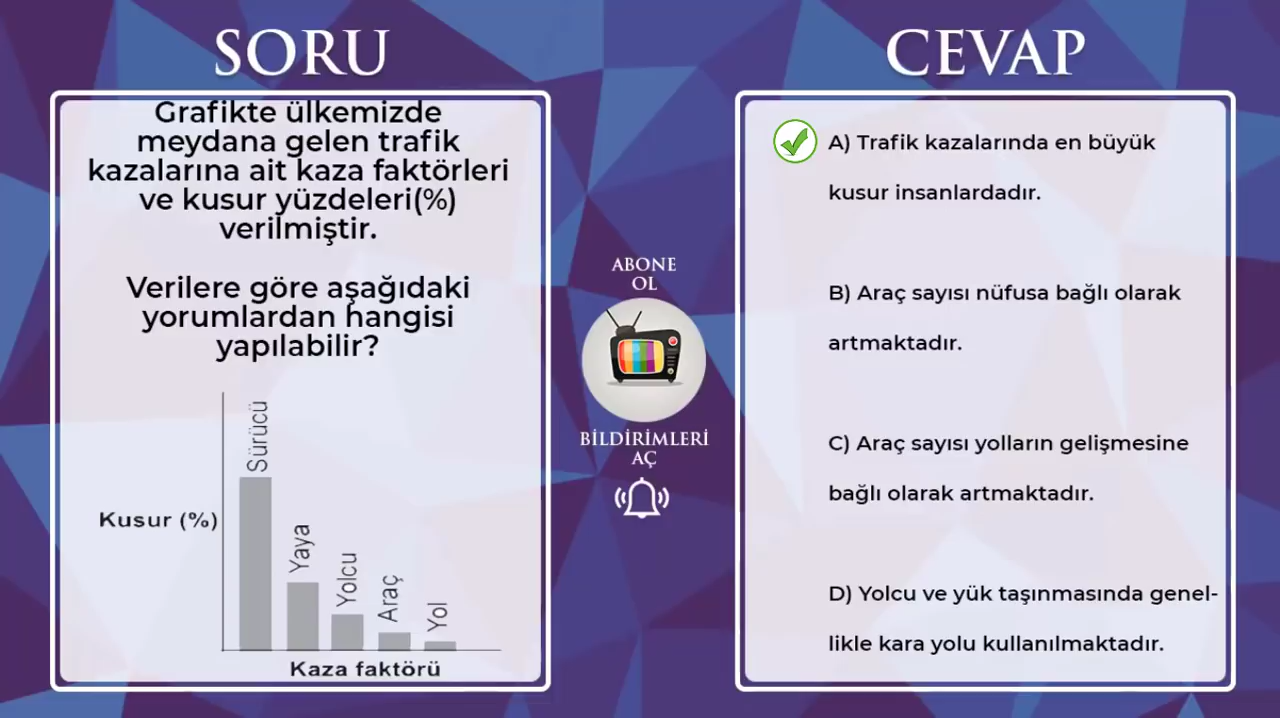 SORU
Grafikte ülkemizde
meydana gelen trafik
kazalarına ait kaza faktörleri
ve kusur yüzdeleri(%)
verilmiştir.
Verilere göre aşağıdaki
yorumlardan hangisi
yapılabilir?
Kusur (%)
Sürücü
Yaya
Yolcu
Araç
Yol
Kaza faktörü
ABONE
OL
BİLDİRİMLERİ
AÇ
CEVAP
A) Trafik kazalarında en büyük
kusur insanlardadır.
B) Araç sayısı nüfusa bağlı olarak
artmaktadır.
C) Araç sayısı yolların gelişmesine
bağlı olarak artmaktadır.
D) Yolcu ve yük taşınmasında genel-
likle kara yolu kullanılmaktadır.